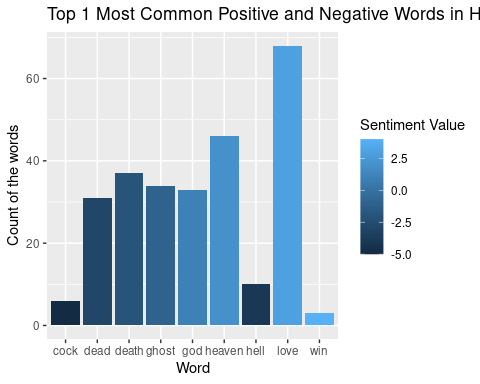 Top 1 Most Common Positive and Negative Words in H
Count of the words
60
40
20
0
cock dead death ghost god heaven hell love win
Word
Sentiment Value
2.5
0.0
-2.5
-5.0